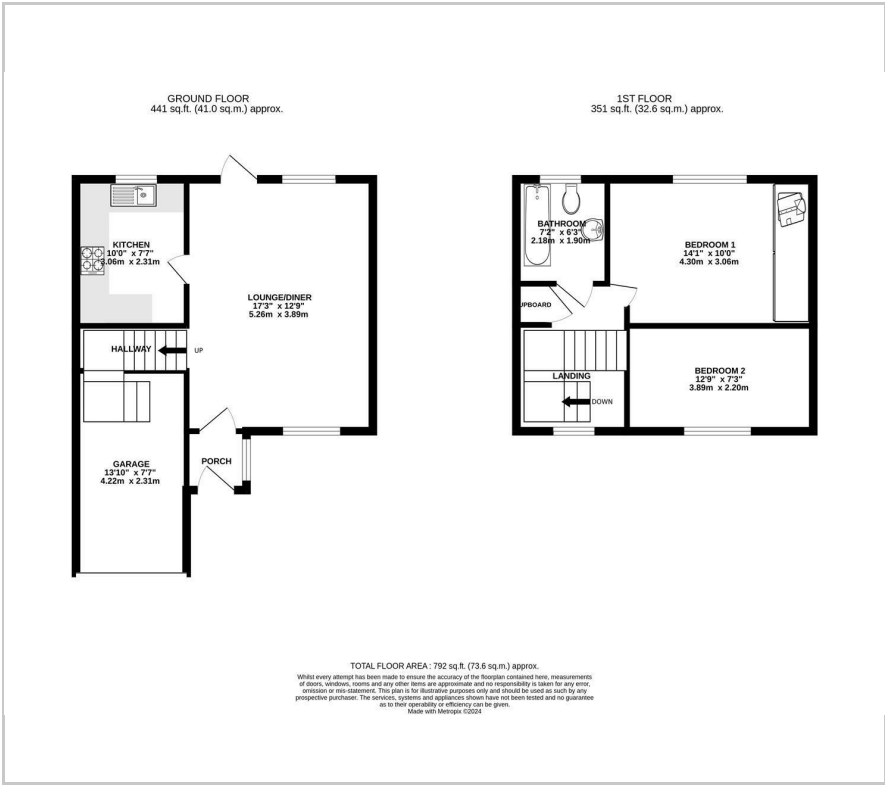 GROUND FLOOR
441 sq.ft. (41.0 sq.m.) approx.
KITCHEN
10'0" x 7'7"
3.06m x 2.31m
LOUNGE/DINER
17'3" x 12'9"
5.26m x 3.89m
HALLWAY
UP
GARAGE
13'10" x 7'7"
4.22m x 2.31m
PORCH
1ST FLOOR
351 sq.ft. (32.6 sq.m.) approx.
BATHROOM
7'2" x 6'3"
2.18m x 1.90m
BEDROOM 1
14'1" x 10'0"
4.30m x 3.06m
UPBOARD
LANDING
DOWN
BEDROOM 2
12'9" x 7'3"
3.89m x 2.20m
TOTAL FLOOR AREA : 792 sq.ft. (73.6 sq.m.) approx.
Whilst every attempt has been made to ensure the accuracy of the floorplan contained here, measurements
of doors, windows, rooms and any other items are approximate and no responsibility is taken for any error,
omission or mis-statement. This plan is for illustrative purposes only and should be used as such by any
prospective purchaser. The services, systems and appliances shown have not been tested and no guarantee
as to their operability or efficiency can be given.
Made with Metropix ©2024